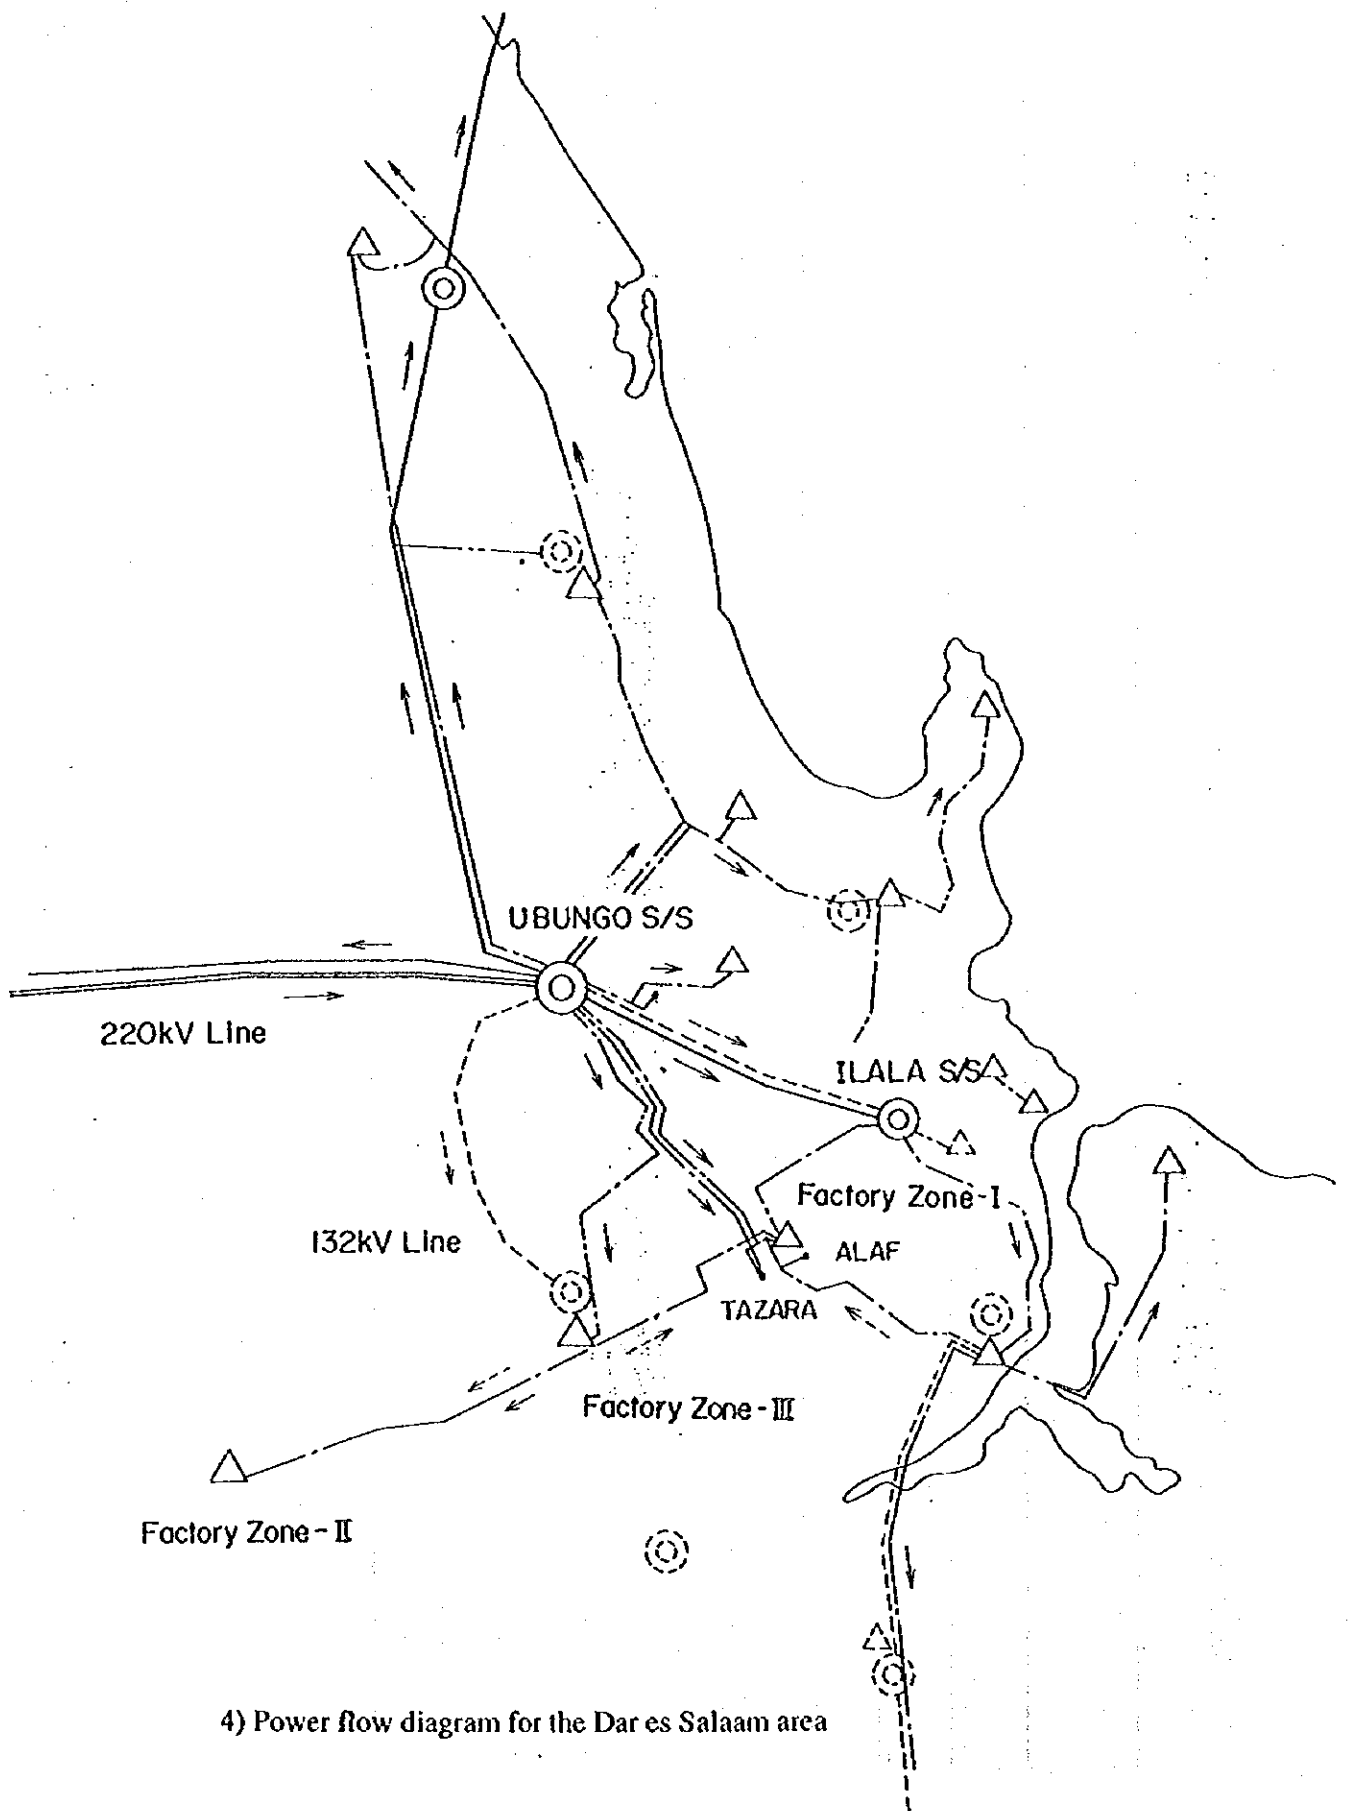 UBUNGO S/S
220kV Line
ILALA S/S
Factory Zone-I
132kV Line
ALAF
TAZARA
Factory Zone-III
Factory Zone-II
4) Power flow diagram for the Dar es Salaam area